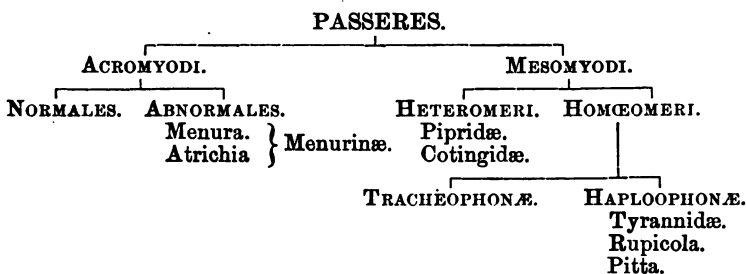 PASSERES.
ACROMYODI. MESOMYODI.
NORMALES. ABNORMALES. HETEROMERI. HOMŒOMERI.
Menura. Pipridæ.
Atrichia } Menurinæ. Cotingidæ.
TRACHEOPHONÆ. HAPLOOPHONÆ.
Tyrannidæ.
Rupicola.
Pitta.